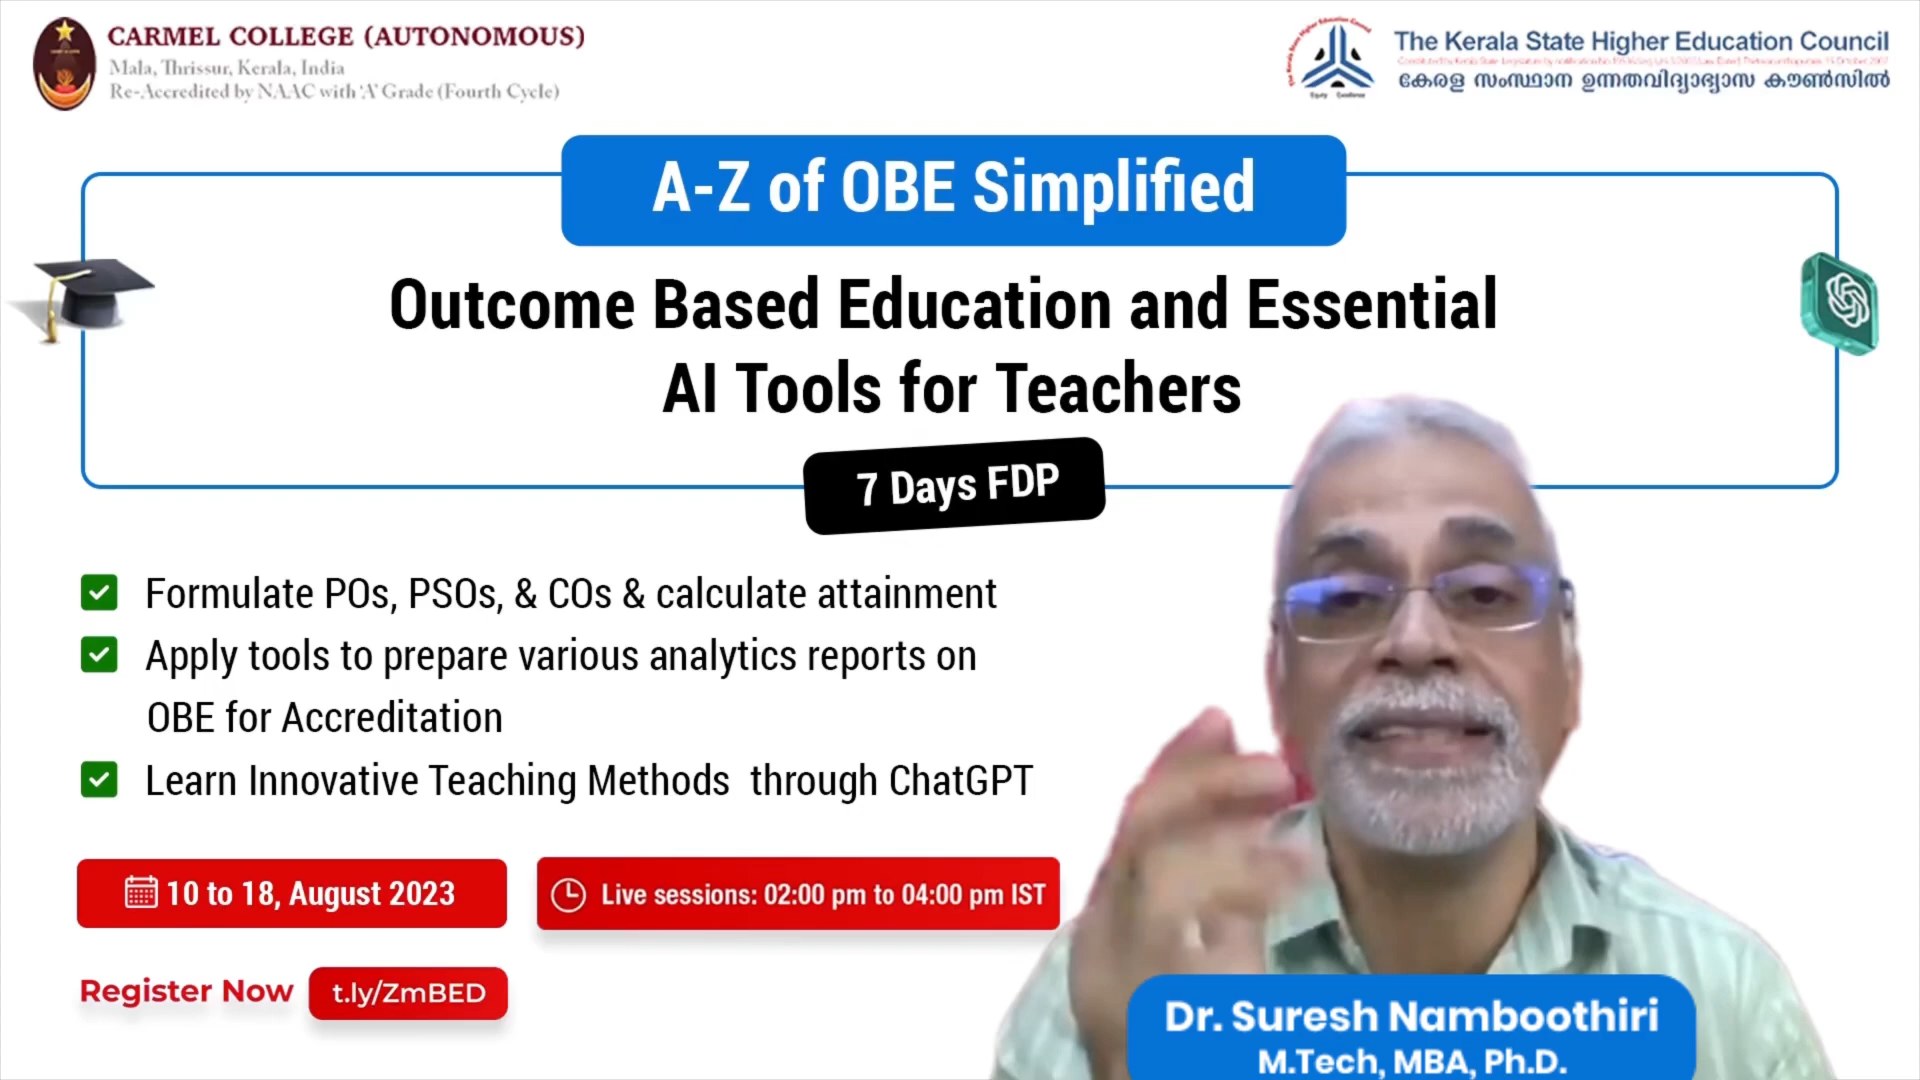 CARMEL COLLEGE (AUTONOMOUS)
Mala, Thrissur, Kerala, India
Re-Accredited by NAAC with 'A' Grade (Fourth Cycle)
The Kerala State Higher Education Council
കേരള സംസ്ഥാന ഉന്നതവിദ്യാഭ്യാസ കൗൺസിൽ
Equity Excellence
A-Z of OBE Simplified
Outcome Based Education and Essential
AI Tools for Teachers
7 Days FDP
Formulate POs, PSOs, & COs & calculate attainment
Apply tools to prepare various analytics reports on
OBE for Accreditation
Learn Innovative Teaching Methods through ChatGPT
10 to 18, August 2023
Live sessions: 02:00 pm to 04:00 pm IST
Register Now t.ly/ZmBED
Dr. Suresh Namboothiri
M.Tech, MBA, Ph.D.